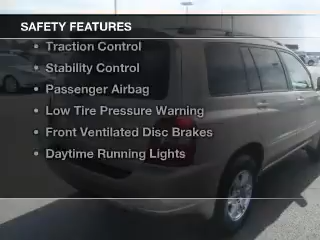 SAFETY FEATURES
• Traction Control
• Stability Control
• Passenger Airbag
• Low Tire Pressure Warning
• Front Ventilated Disc Brakes
• Daytime Running Lights